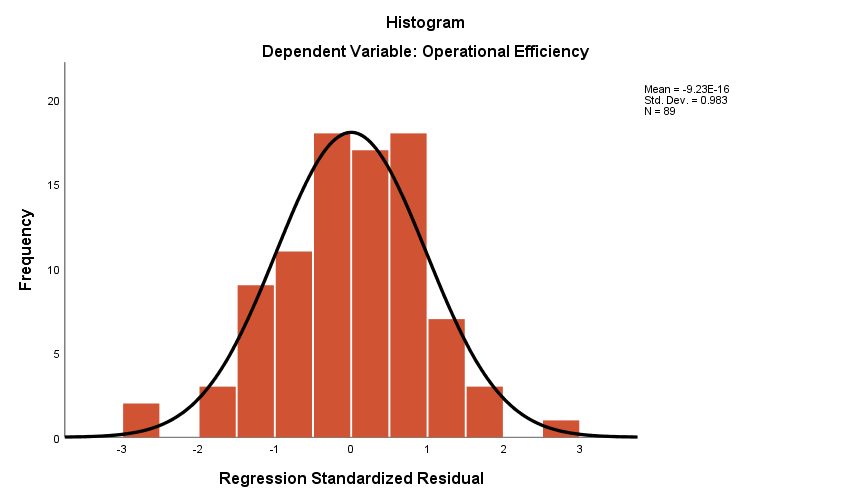 Histogram
Dependent Variable: Operational Efficiency
Mean = -9.23E-16
Std. Dev. = 0.983
N = 89
Frequency
20
15
10
5
0
-3 -2 -1 0 1 2 3
Regression Standardized Residual